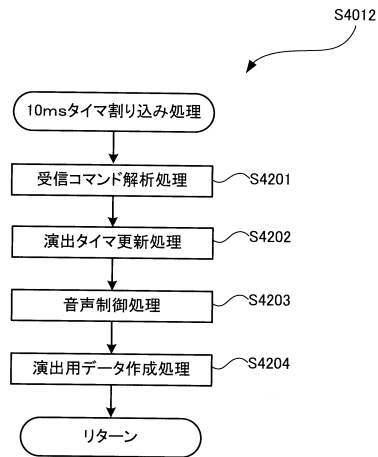 S4012
10msタイマ割り込み処理
受信コマンド解析処理
S4201
演出タイマ更新処理
S4202
音声制御処理
S4203
演出用データ作成処理
S4204
リターン